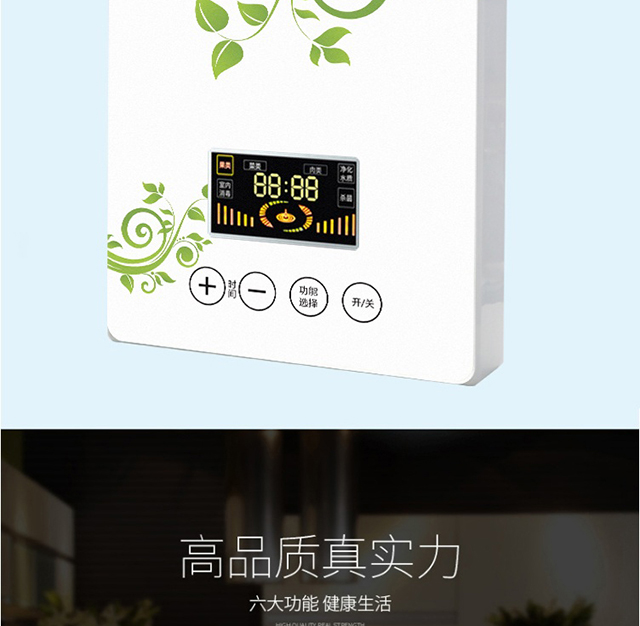 果类 菜类 肉类 净化水质
88:88
室内消毒 杀菌
+ 时间 − 功能选择 开/关
高品质真实力
六大功能 健康生活
HIGH QUALITY REAL STRENGTH